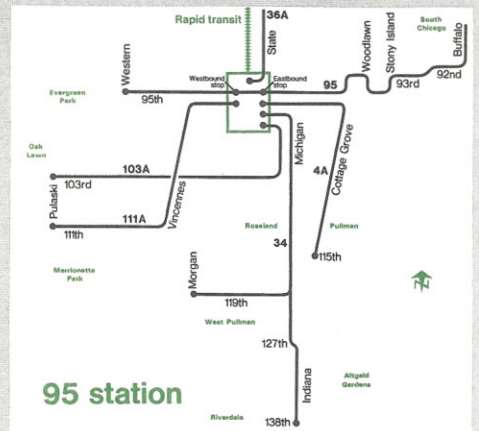 Rapid transit
36A
State
South
Chicago
Buffalo
Woodlawn
Stony Island
Western
Westbound
stop
Eastbound
stop
95
93rd
92nd
Evergreen
Park
95th
Oak
Lawn
103A
103rd
Michigan
Cottage Grove
4A
Pulaski
111A
111th
Vincennes
Roseland
Pullman
34
115th
Merrionette
Park
Morgan
119th
N
West Pullman
127th
95 station
Altgeld
Gardens
Indiana
Riverdale
138th